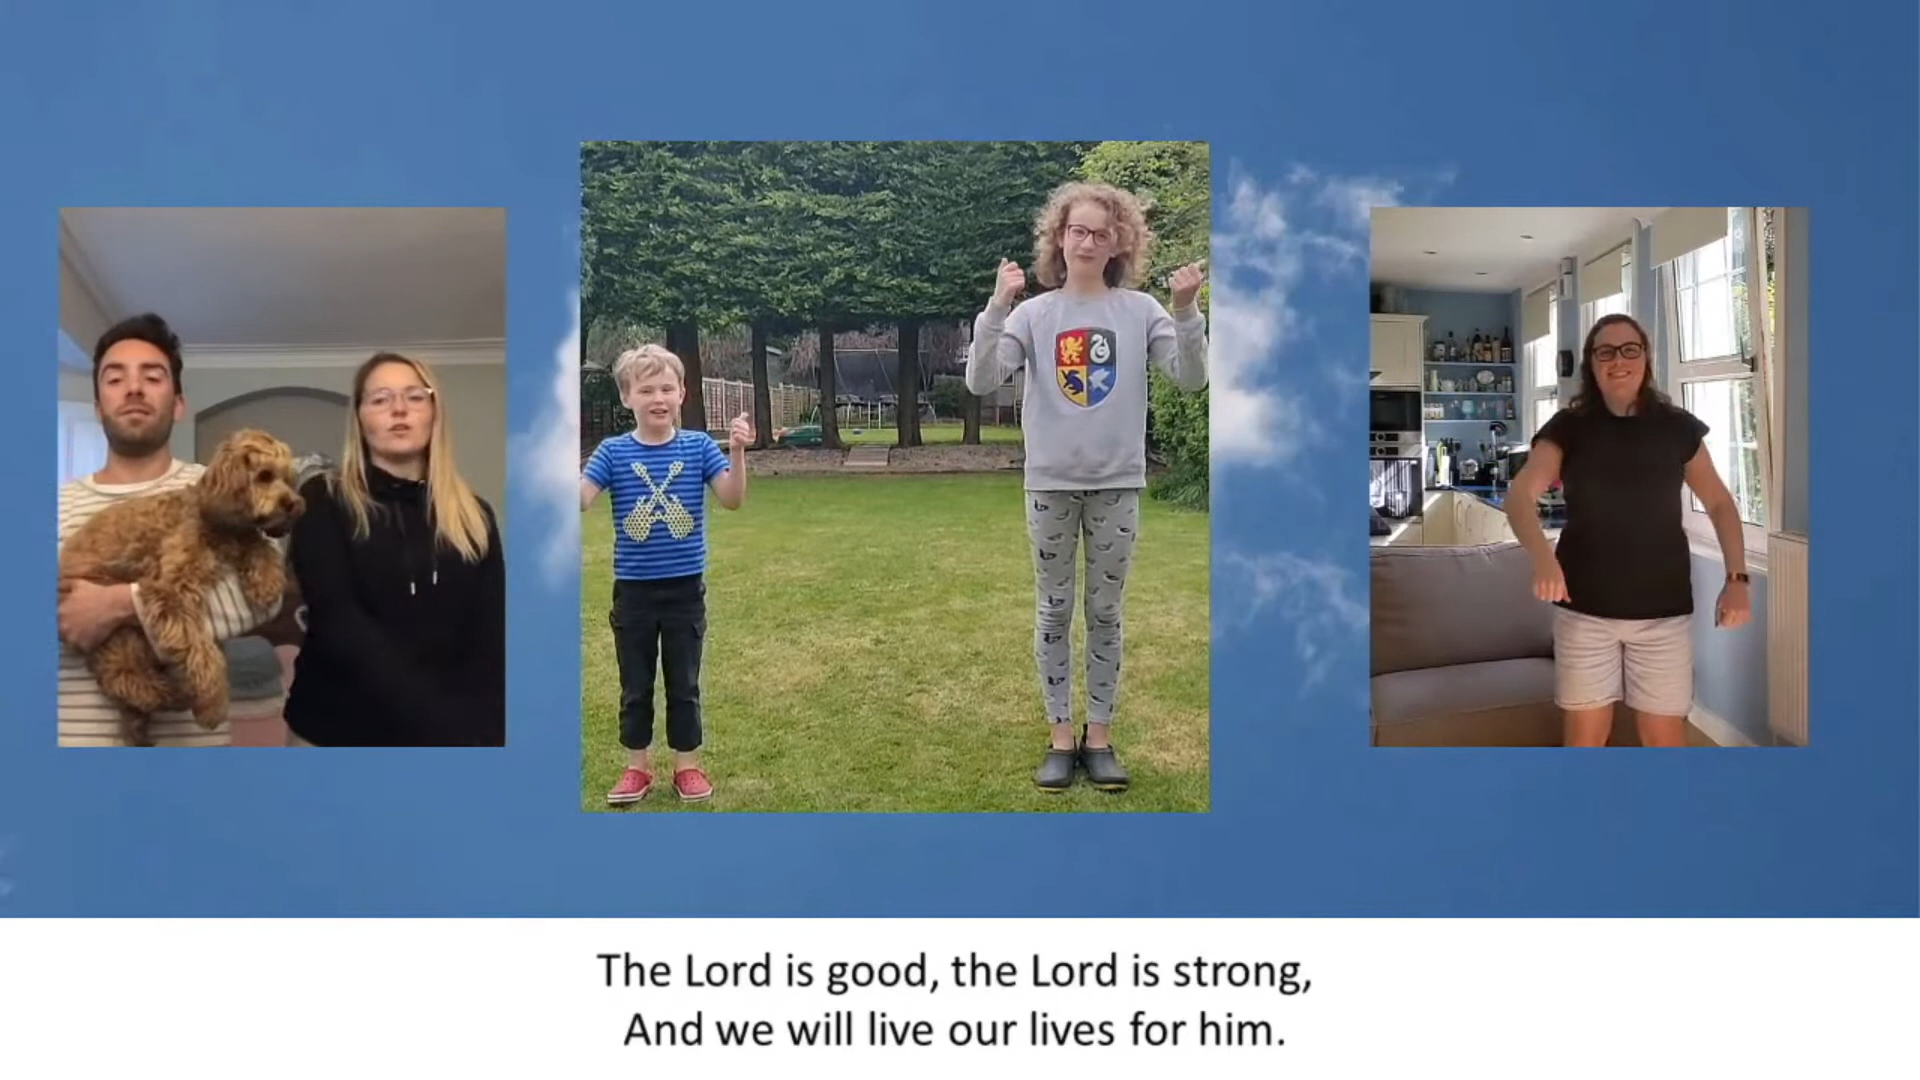 The Lord is good, the Lord is strong,
And we will live our lives for him.